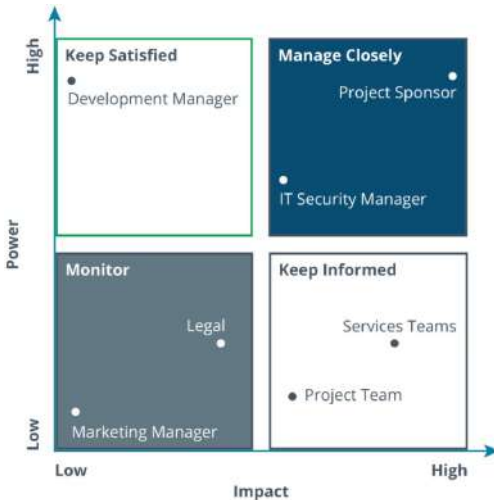 High
Keep Satisfied
Development Manager
Manage Closely
Project Sponsor
IT Security Manager
Power
Monitor
Legal
Marketing Manager
Keep Informed
Services Teams
Project Team
Low
Low
High
Impact